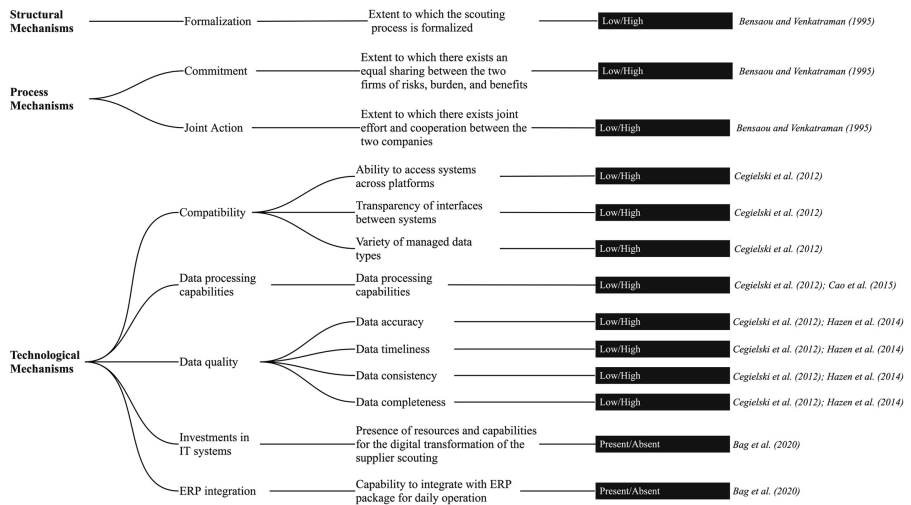 Structural
Mechanisms
Formalization
Extent to which the scouting
process is formalized
Low/High
Bensaou and Venkatraman (1995)
Process
Mechanisms
Commitment
Extent to which there exists an
equal sharing between the two
firms of risks, burden, and benefits
Low/High
Bensaou and Venkatraman (1995)
Joint Action
Extent to which there exists joint
effort and cooperation between the
two companies
Low/High
Bensaou and Venkatraman (1995)
Technological
Mechanisms
Compatibility
Ability to access systems
across platforms
Low/High
Cegielski et al. (2012)
Transparency of interfaces
between systems
Low/High
Cegielski et al. (2012)
Variety of managed data
types
Low/High
Cegielski et al. (2012)
Data processing
capabilities
Data processing
capabilities
Low/High
Cegielski et al. (2012); Cao et al. (2015)
Data quality
Data accuracy
Low/High
Cegielski et al. (2012); Hazen et al. (2014)
Data timeliness
Low/High
Cegielski et al. (2012); Hazen et al. (2014)
Data consistency
Low/High
Cegielski et al. (2012); Hazen et al. (2014)
Data completeness
Low/High
Cegielski et al. (2012); Hazen et al. (2014)
Investments in
IT systems
Presence of resources and capabilities
for the digital transformation of the
supplier scouting
Present/Absent
Bag et al. (2020)
ERP integration
Capability to integrate with ERP
package for daily operation
Present/Absent
Bag et al. (2020)